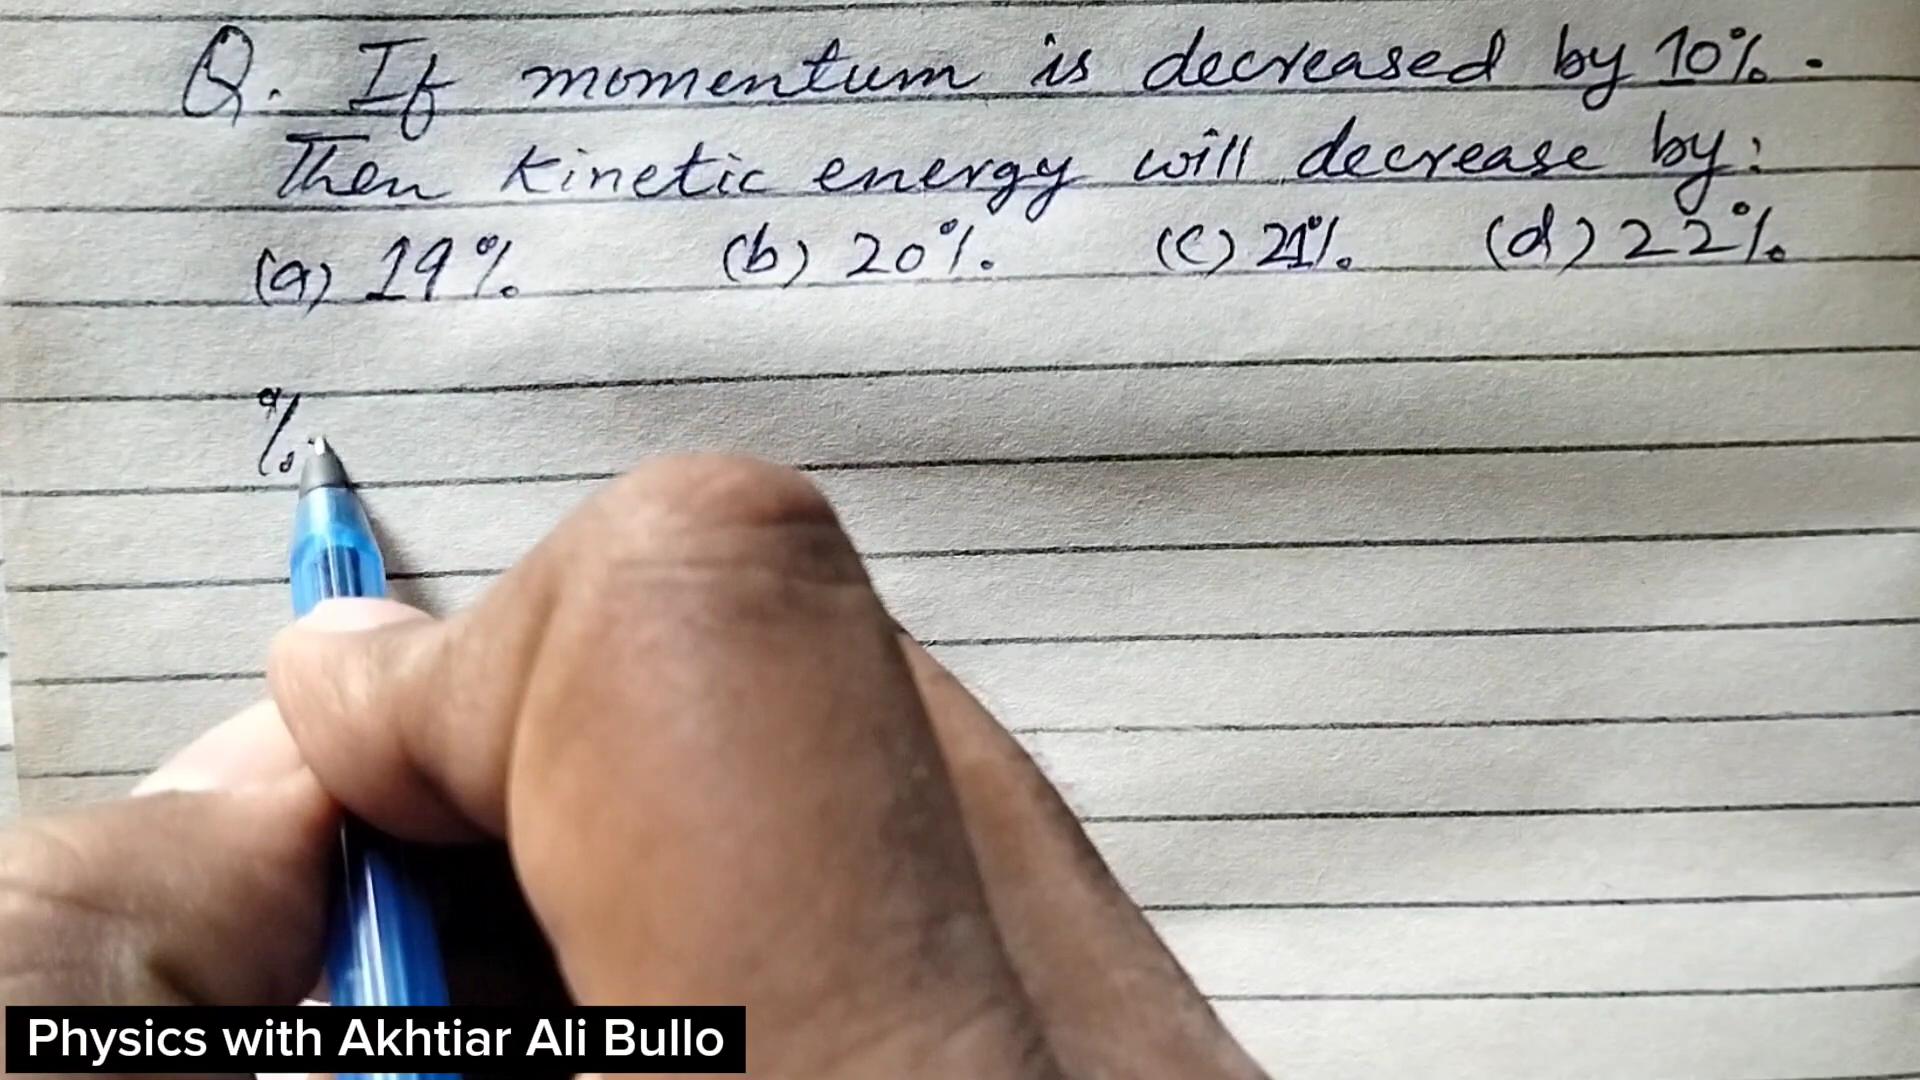 Q. If momentum is decreased by 10%.
Then kinetic energy will decrease by:
(a) 19% (b) 20% (c) 21% (d) 22%
%
Physics with Akhtiar Ali Bullo